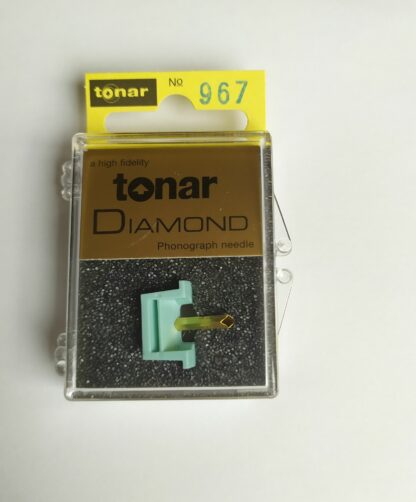 tonar
No
967
a high fidelity
tonar
DIAMOND
Phonograph needle